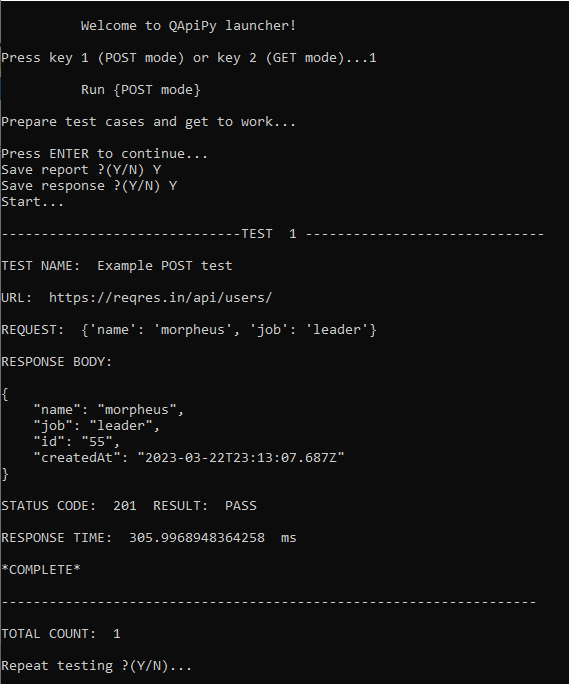 Welcome to QApiPy launcher!
Press key 1 (POST mode) or key 2 (GET mode)...1
Run {POST mode}
Prepare test cases and get to work...
Press ENTER to continue...
Save report ?(Y/N) Y
Save response ?(Y/N) Y
Start...
------------------------------TEST  1 ------------------------------
TEST NAME:  Example POST test
URL:  https://reqres.in/api/users/
REQUEST:  {'name': 'morpheus', 'job': 'leader'}
RESPONSE BODY:
{
    "name": "morpheus",
    "job": "leader",
    "id": "55",
    "createdAt": "2023-03-22T23:13:07.687Z"
}
STATUS CODE:  201  RESULT:  PASS
RESPONSE TIME:  305.9968948364258  ms
*COMPLETE*
-------------------------------------------------------------------
TOTAL COUNT:  1
Repeat testing ?(Y/N)...